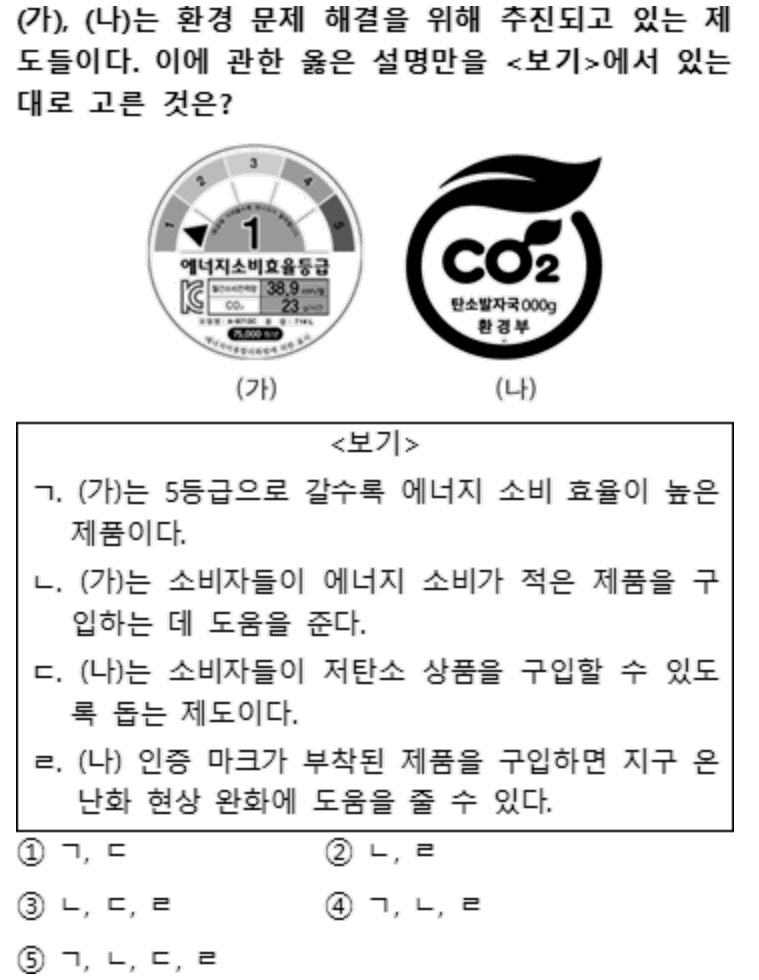 (가), (나)는 환경 문제 해결을 위해 추진되고 있는 제
도들이다. 이에 관한 옳은 설명만을 <보기>에서 있는
대로 고른 것은?
1
2
3
4
5
1
에너지소비효율등급
38.9
CO₂
23
75,000
CO2
탄소발자국000g
환경부
(가)
(나)
<보기>
ㄱ. (가)는 5등급으로 갈수록 에너지 소비 효율이 높은
제품이다.
ㄴ. (가)는 소비자들이 에너지 소비가 적은 제품을 구
입하는 데 도움을 준다.
ㄷ. (나)는 소비자들이 저탄소 상품을 구입할 수 있도
록 돕는 제도이다.
ㄹ. (나) 인증 마크가 부착된 제품을 구입하면 지구 온
난화 현상 완화에 도움을 줄 수 있다.
① ㄱ, ㄷ ② ㄴ, ㄹ
③ ㄴ, ㄷ, ㄹ ④ ㄱ, ㄴ, ㄹ
⑤ ㄱ, ㄴ, ㄷ, ㄹ